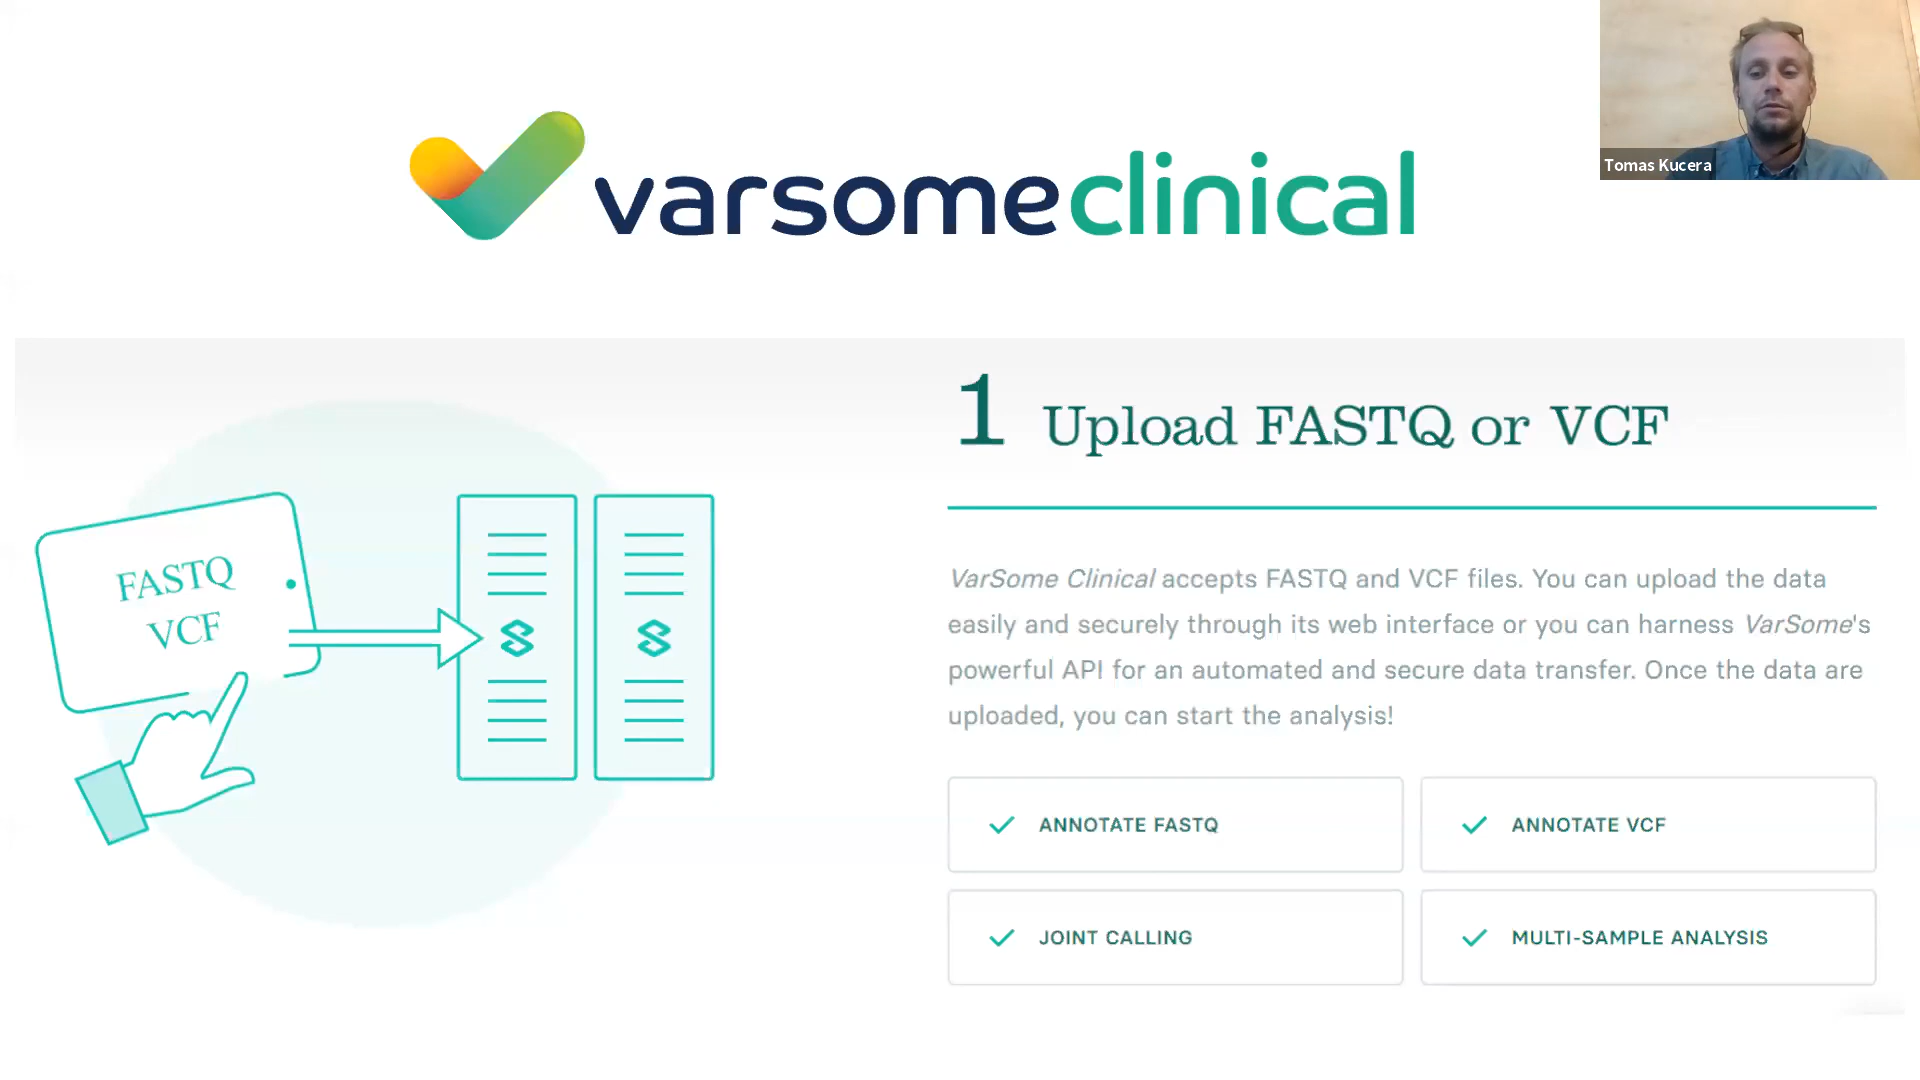 varsomeclinical
Tomas Kucera
1 Upload FASTQ or VCF
FASTQ
VCF
VarSome Clinical accepts FASTQ and VCF files. You can upload the data
easily and securely through its web interface or you can harness VarSome's
powerful API for an automated and secure data transfer. Once the data are
uploaded, you can start the analysis!
ANNOTATE FASTQ
ANNOTATE VCF
JOINT CALLING
MULTI-SAMPLE ANALYSIS